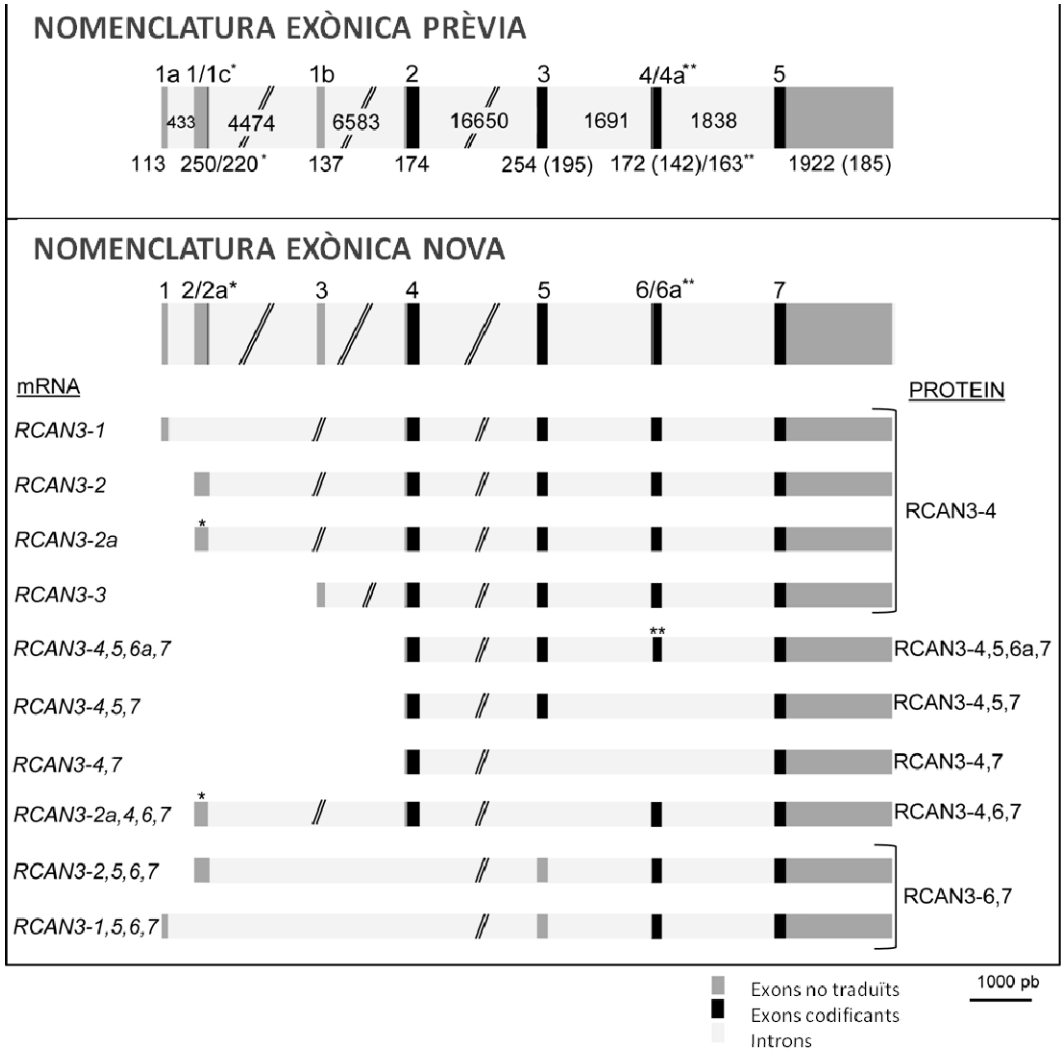 NOMENCLATURA EXÒNICA PRÈVIA
1a 1/1c* 1b 2 3 4/4a** 5
433 4474 6583 16650 1691 1838
113 250/220* 137 174 254 (195) 172 (142)/163** 1922 (185)
NOMENCLATURA EXÒNICA NOVA
1 2/2a* 3 4 5 6/6a** 7
mRNA PROTEIN
RCAN3-1
RCAN3-2
RCAN3-4
*
RCAN3-2a
RCAN3-3
**
RCAN3-4,5,6a,7 RCAN3-4,5,6a,7
RCAN3-4,5,7 RCAN3-4,5,7
RCAN3-4,7 RCAN3-4,7
*
RCAN3-2a,4,6,7 RCAN3-4,6,7
RCAN3-2,5,6,7
RCAN3-6,7
RCAN3-1,5,6,7
Exons no traduïts 1000 pb
Exons codificants
Introns